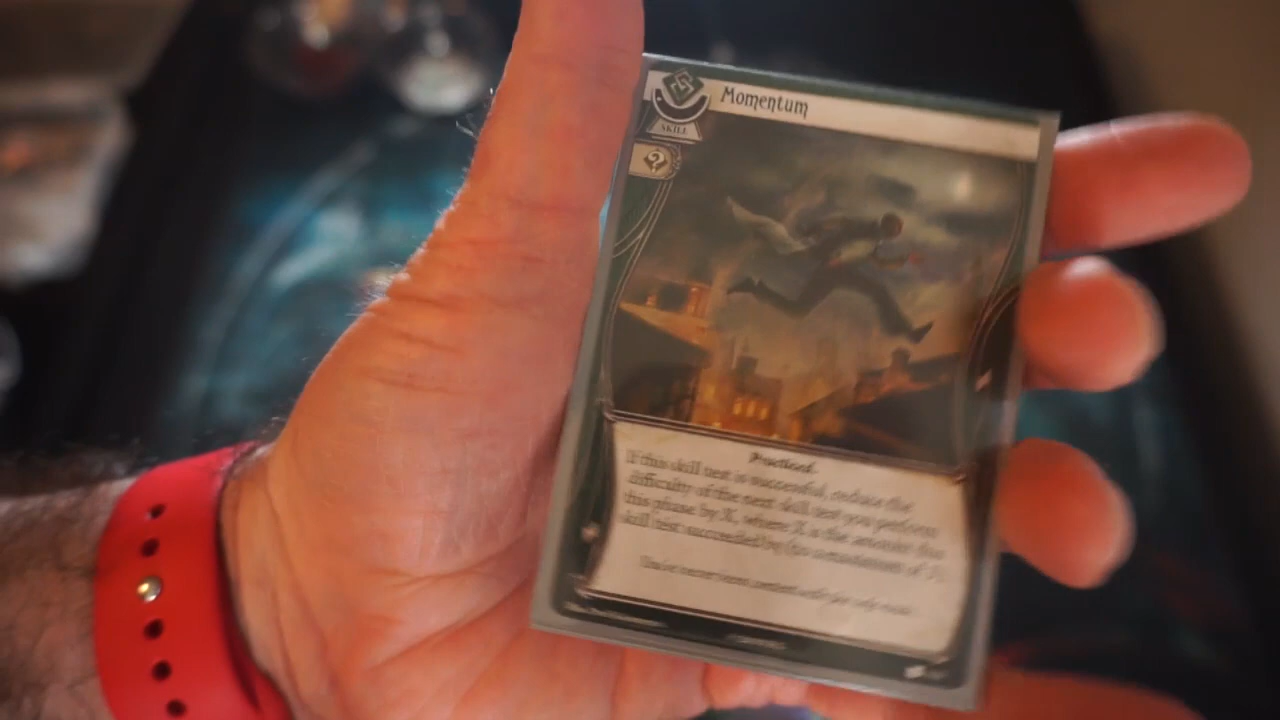 Momentum
SKILL
Practiced.
If this skill test is successful, reduce the
difficulty of the next skill test you perform
this phase by X, where X is the amount this
skill test succeeded by (to a maximum of 3).